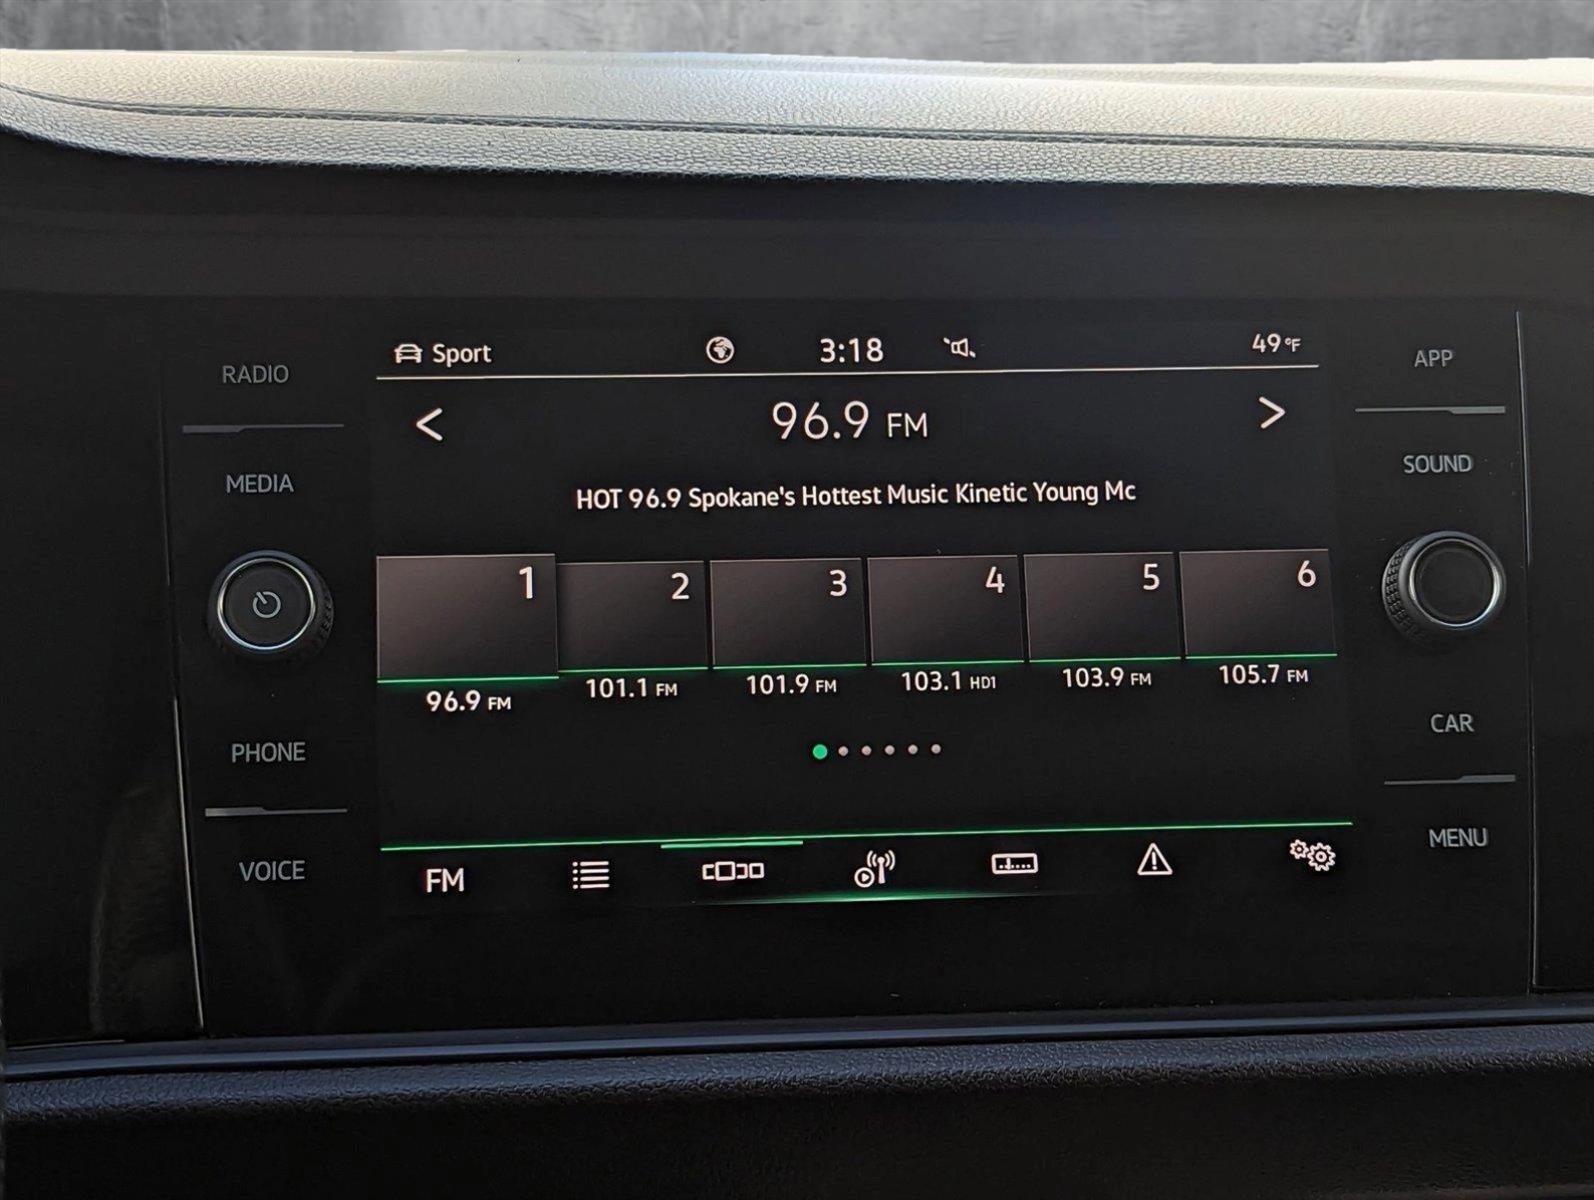 RADIO
MEDIA
PHONE
VOICE
Sport
3:18
49°F
96.9 FM
HOT 96.9 Spokane's Hottest Music Kinetic Young Mc
1
2
3
4
5
6
96.9 FM
101.1 FM
101.9 FM
103.1 HD1
103.9 FM
105.7 FM
FM
APP
SOUND
CAR
MENU